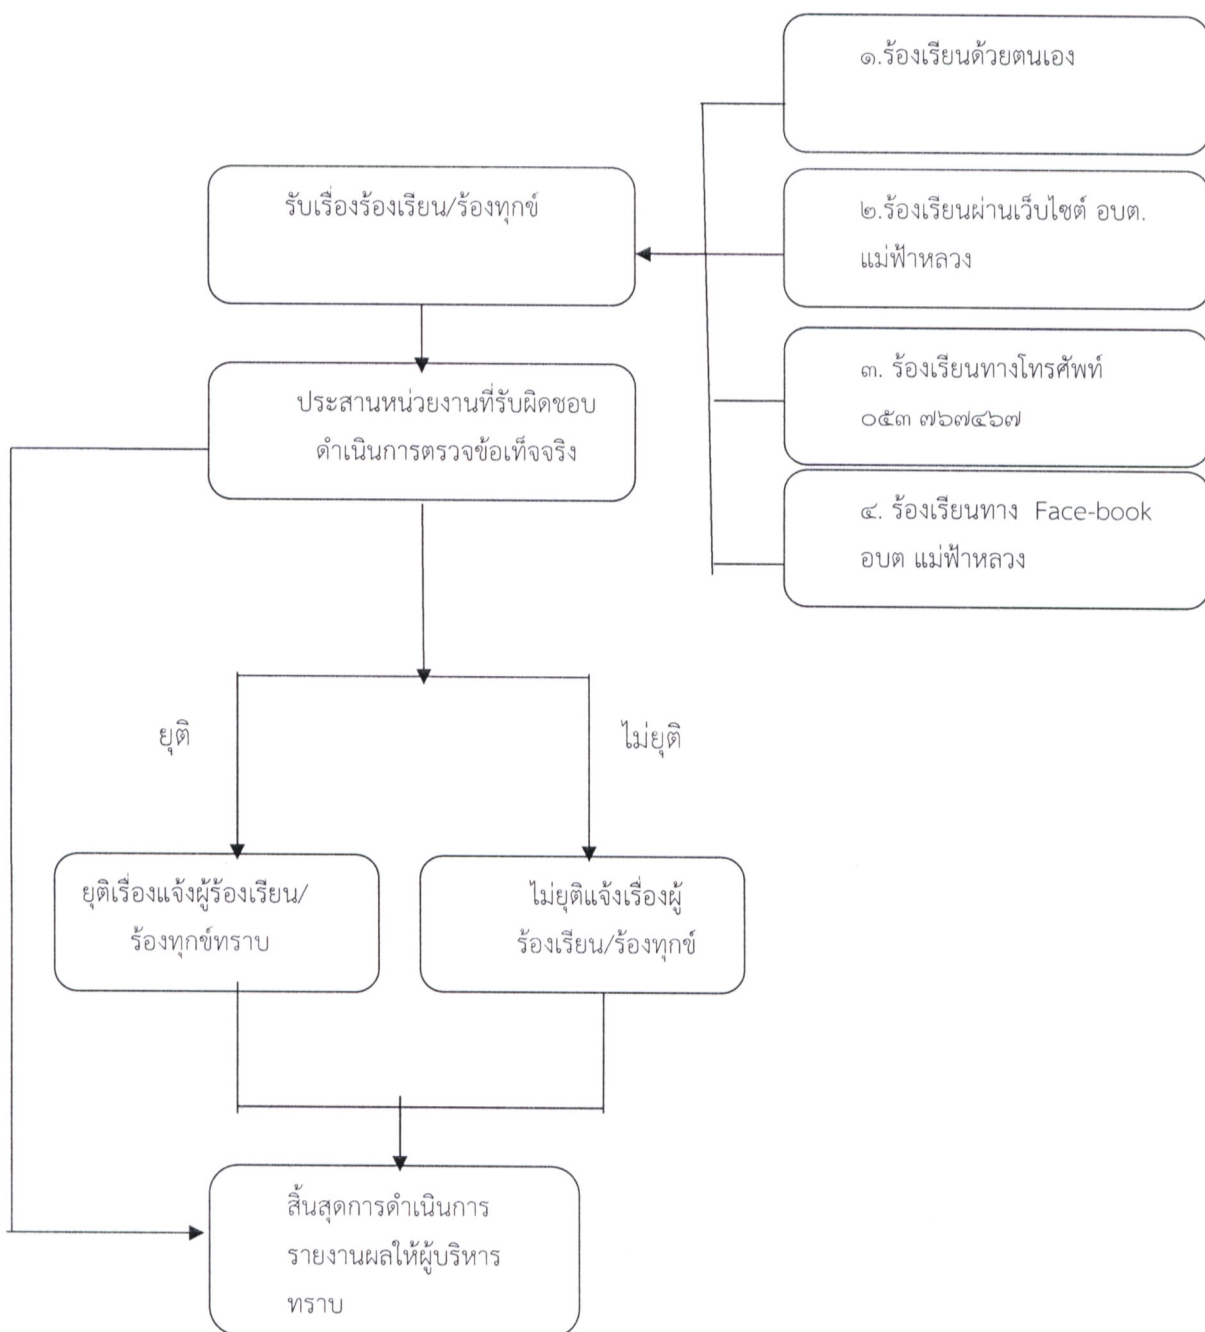 ๑.ร้องเรียนด้วยตนเอง
รับเรื่องร้องเรียน/ร้องทุกข์
๒.ร้องเรียนผ่านเว็บไซต์ อบต.
แม่ฟ้าหลวง
๓. ร้องเรียนทางโทรศัพท์
๐๕๓ ๗๖๗๔๖๗
ประสานหน่วยงานที่รับผิดชอบ
ดำเนินการตรวจข้อเท็จจริง
๔. ร้องเรียนทาง Face-book
อบต แม่ฟ้าหลวง
ยุติ
ไม่ยุติ
ยุติเรื่องแจ้งผู้ร้องเรียน/
ร้องทุกข์ทราบ
ไม่ยุติแจ้งเรื่องผู้
ร้องเรียน/ร้องทุกข์
สิ้นสุดการดำเนินการ
รายงานผลให้ผู้บริหาร
ทราบ